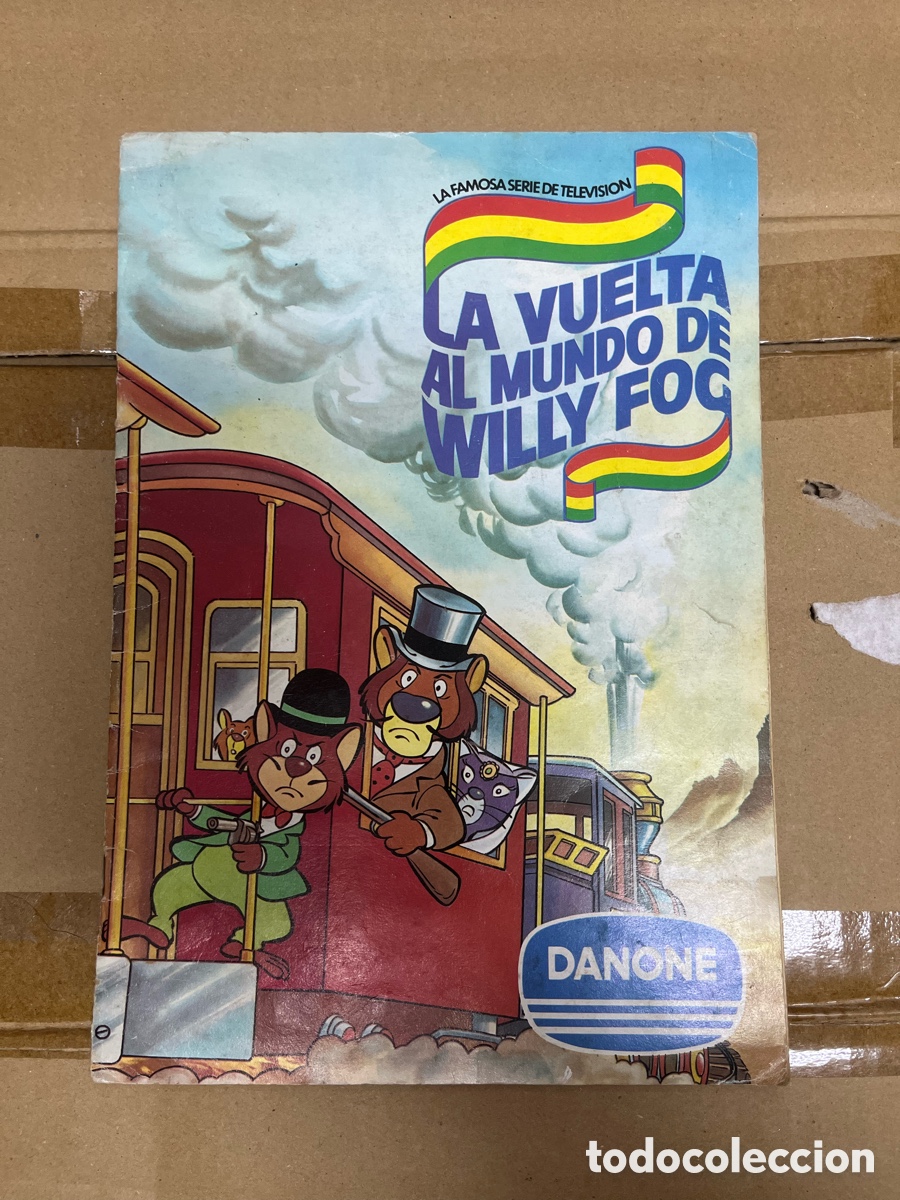 LA FAMOSA SERIE DE TELEVISION
LA VUELTA
AL MUNDO DE
WILLY FOG
DANONE
todocoleccion